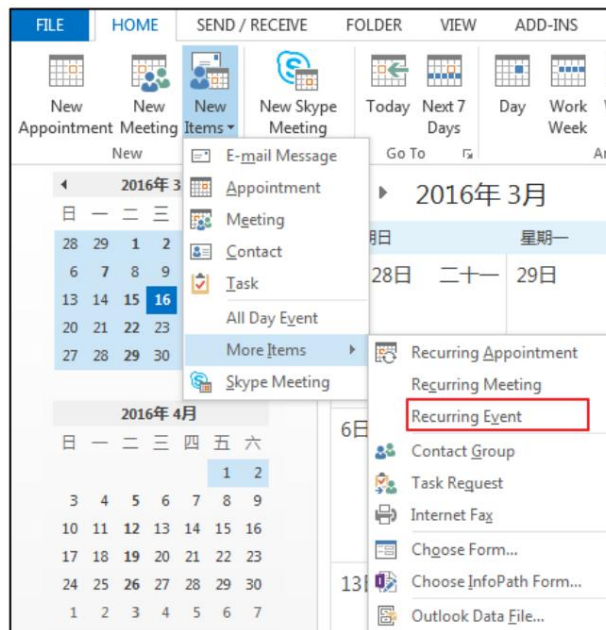 FILE HOME SEND / RECEIVE FOLDER VIEW ADD-INS
New Appointment
New Meeting
New Items
New Skype Meeting
Today
Next 7 Days
Day
Work Week
New
Go To
E-mail Message
Appointment
Meeting
Contact
Task
All Day Event
More Items
Skype Meeting
Recurring Appointment
Recurring Meeting
Recurring Event
Contact Group
Task Request
Internet Fax
Choose Form...
Choose InfoPath Form...
Outlook Data File...
2016年 3
日 一 二 三
28 29 1 2
6 7 8 9
13 14 15 16
20 21 22 23
27 28 29 30
2016年 4月
日 一 二 三 四 五 六
1 2
3 4 5 6 7 8 9
10 11 12 13 14 15 16
17 18 19 20 21 22 23
24 25 26 27 28 29 30
1 2 3 4 5 6 7
2016年 3月
期日 星期一
28日 二十一 29日
6日
13